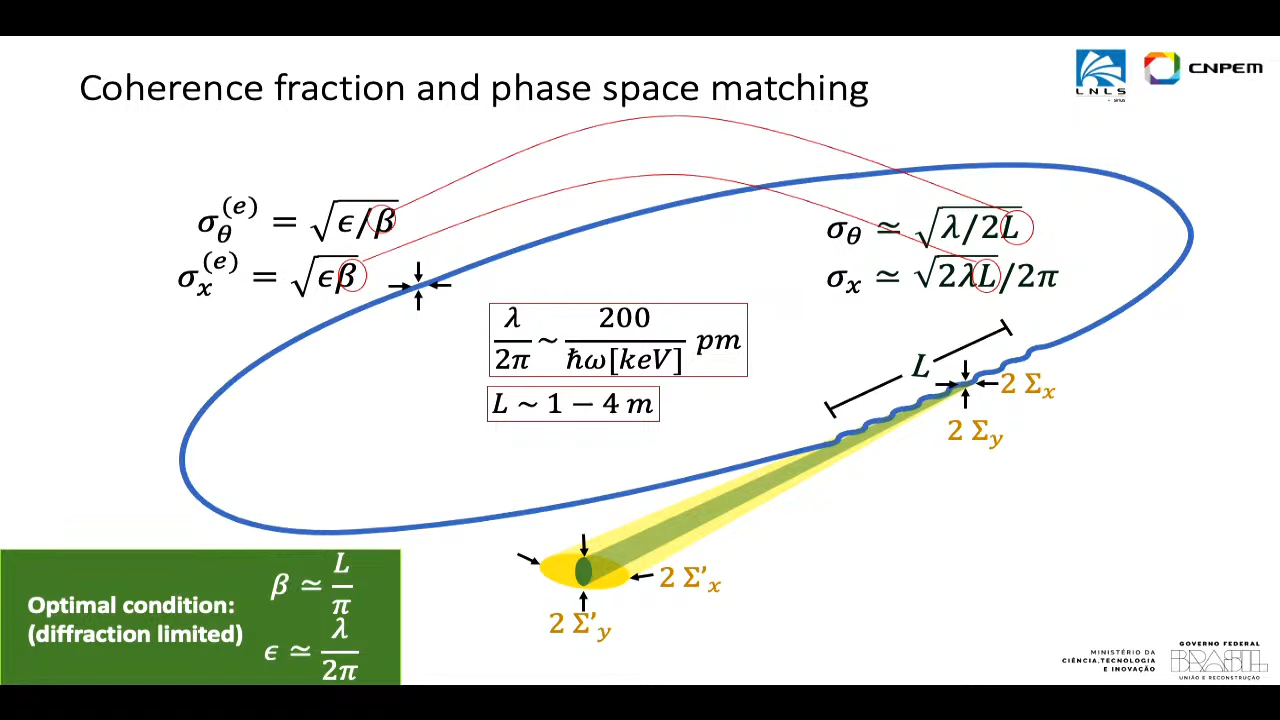 Coherence fraction and phase space matching
LNLS
sirius
CNPEM
σ_θ^(e) = √(ϵ/β)
σ_x^(e) = √(ϵβ)
σ_θ ≃ √(λ/2L)
σ_x ≃ √(2λL)/2π
λ/2π ~ 200/ħω[keV] pm
L ~ 1 − 4 m
L
2 Σ_x
2 Σ_y
2 Σ'_x
2 Σ'_y
Optimal condition:
(diffraction limited)
β ≃ L/π
ϵ ≃ λ/2π
MINISTÉRIO DA
CIÊNCIA, TECNOLOGIA
E INOVAÇÃO
GOVERNO FEDERAL
BRASIL
UNIÃO E RECONSTRUÇÃO